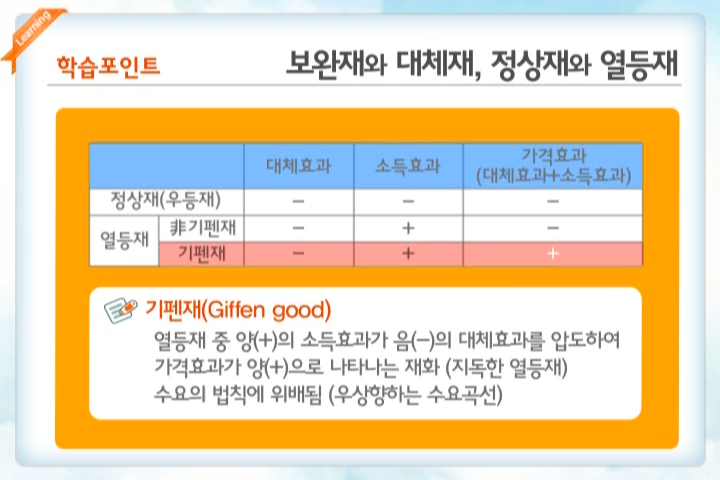 Learning
학습포인트
보완재와 대체재, 정상재와 열등재
대체효과 소득효과 가격효과
(대체효과+소득효과)
정상재(우등재) − − −
열등재 非기펜재 − + −
기펜재 − + +
기펜재(Giffen good)
열등재 중 양(+)의 소득효과가 음(−)의 대체효과를 압도하여
가격효과가 양(+)으로 나타나는 재화 (지독한 열등재)
수요의 법칙에 위배됨 (우상향하는 수요곡선)